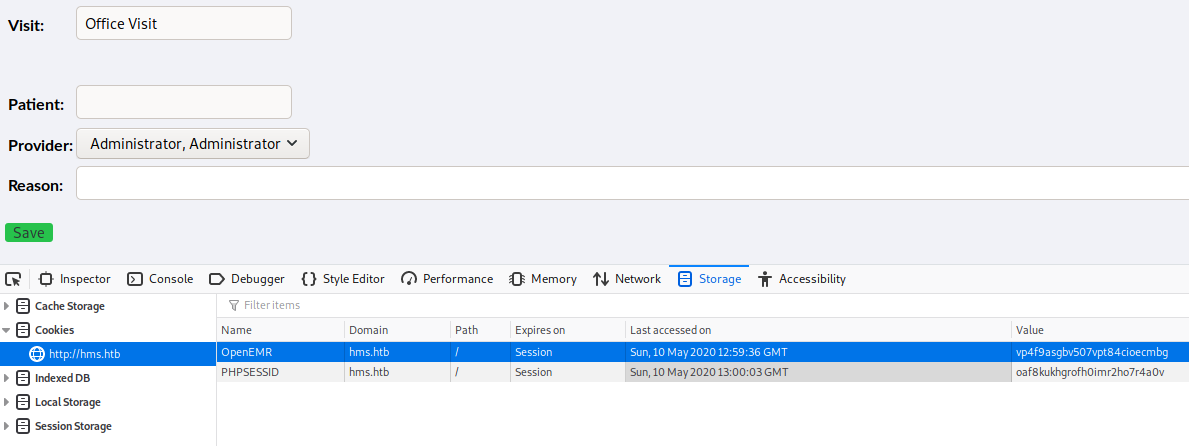 Visit: Office Visit
Patient:
Provider: Administrator, Administrator
Reason:
Save
Inspector Console Debugger Style Editor Performance Memory Network Storage Accessibility
Cache Storage
Cookies
http://hms.htb
Indexed DB
Local Storage
Session Storage
Filter items
Name Domain Path Expires on Last accessed on Value
OpenEMR hms.htb / Session Sun, 10 May 2020 12:59:36 GMT vp4f9asgbv507vpt84cioecmbg
PHPSESSID hms.htb / Session Sun, 10 May 2020 13:00:03 GMT oaf8kukhgrofh0imr2ho7r4a0v